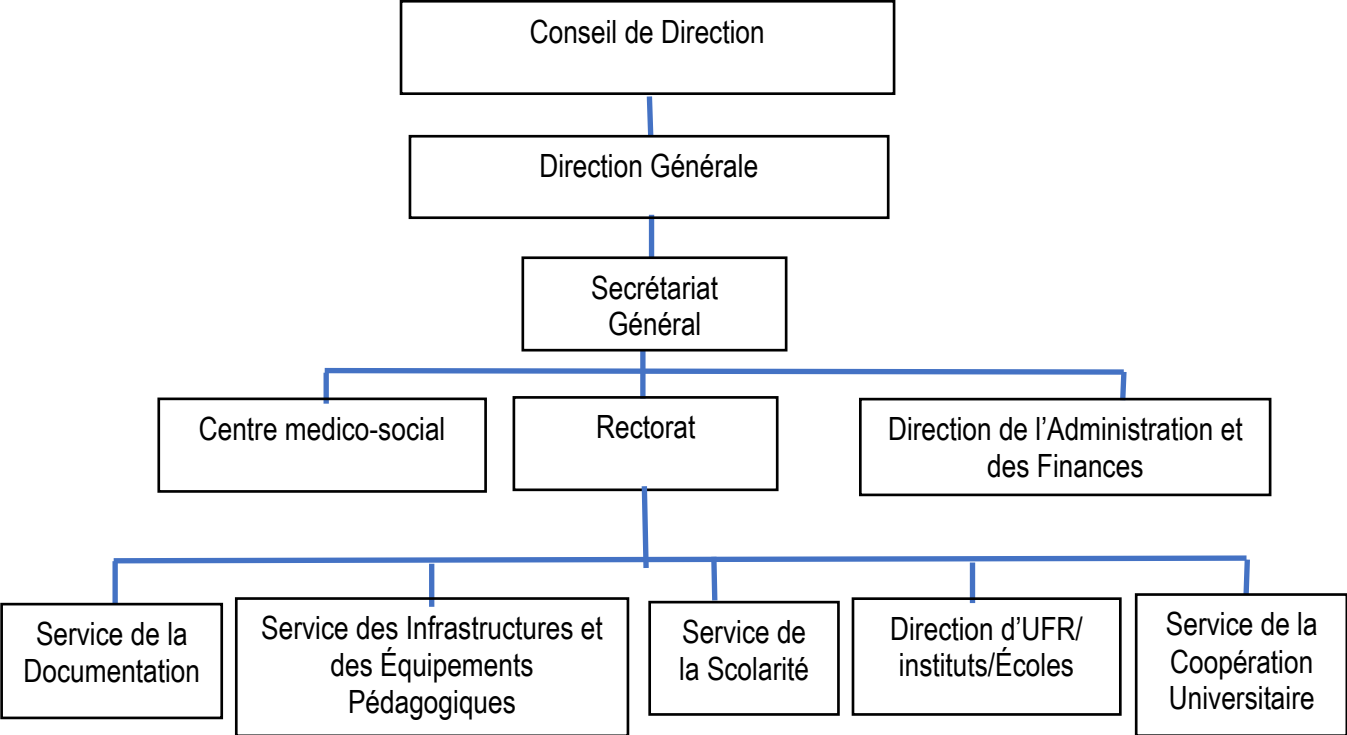 Conseil de Direction
Direction Générale
Secrétariat
Général
Centre medico-social
Rectorat
Direction de l’Administration et
des Finances
Service de la
Documentation
Service des Infrastructures et
des Équipements
Pédagogiques
Service de
la Scolarité
Direction d’UFR/
instituts/Écoles
Service de la
Coopération
Universitaire